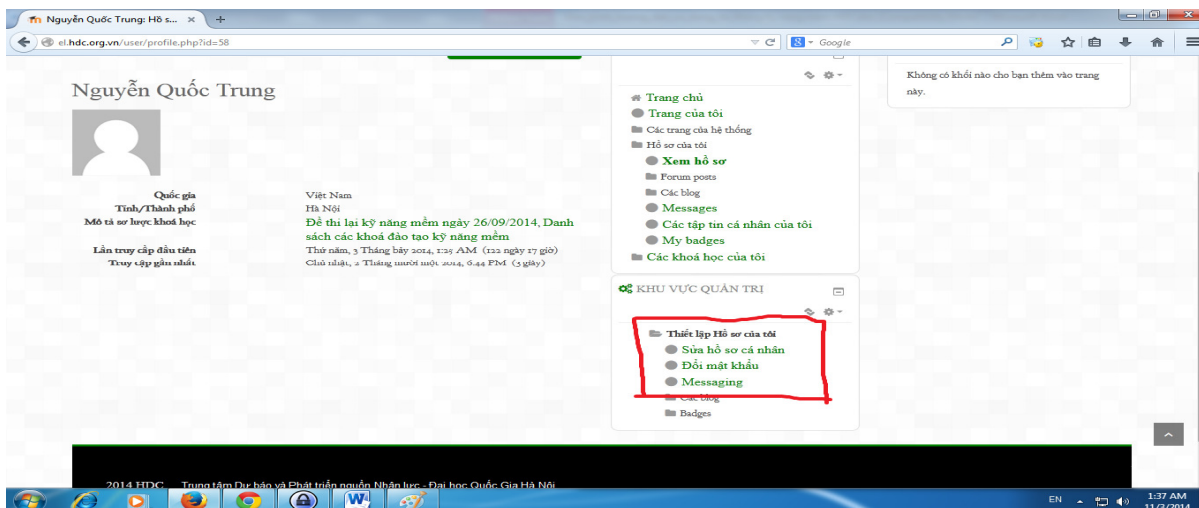 Nguyễn Quốc Trung: Hồ s...
el.hdc.org.vn/user/profile.php?id=58
Google
Nguyễn Quốc Trung
Quốc gia Việt Nam
Tỉnh/Thành phố Hà Nội
Mô tả sơ lược khoá học Đề thi lại kỹ năng mềm ngày 26/09/2014, Danh
sách các khoá đào tạo kỹ năng mềm
Lần truy cập đầu tiên Thứ năm, 3 Tháng bảy 2014, 1:25 AM (122 ngày 17 giờ)
Truy cập gần nhất Chủ nhật, 2 Tháng mười một 2014, 6:44 PM (3 giây)
Trang chủ
Trang của tôi
Các trang của hệ thống
Hồ sơ của tôi
Xem hồ sơ
Forum posts
Các blog
Messages
Các tập tin cá nhân của tôi
My badges
Các khoá học của tôi
KHU VỰC QUẢN TRỊ
Thiết lập Hồ sơ của tôi
Sửa hồ sơ cá nhân
Đổi mật khẩu
Messaging
Các blog
Badges
Không có khối nào cho bạn thêm vào trang
này.
2014 HDC Trung tâm Dự báo và Phát triển nguồn Nhân lực - Đại học Quốc Gia Hà Nội
EN
1:37 AM
11/3/2014